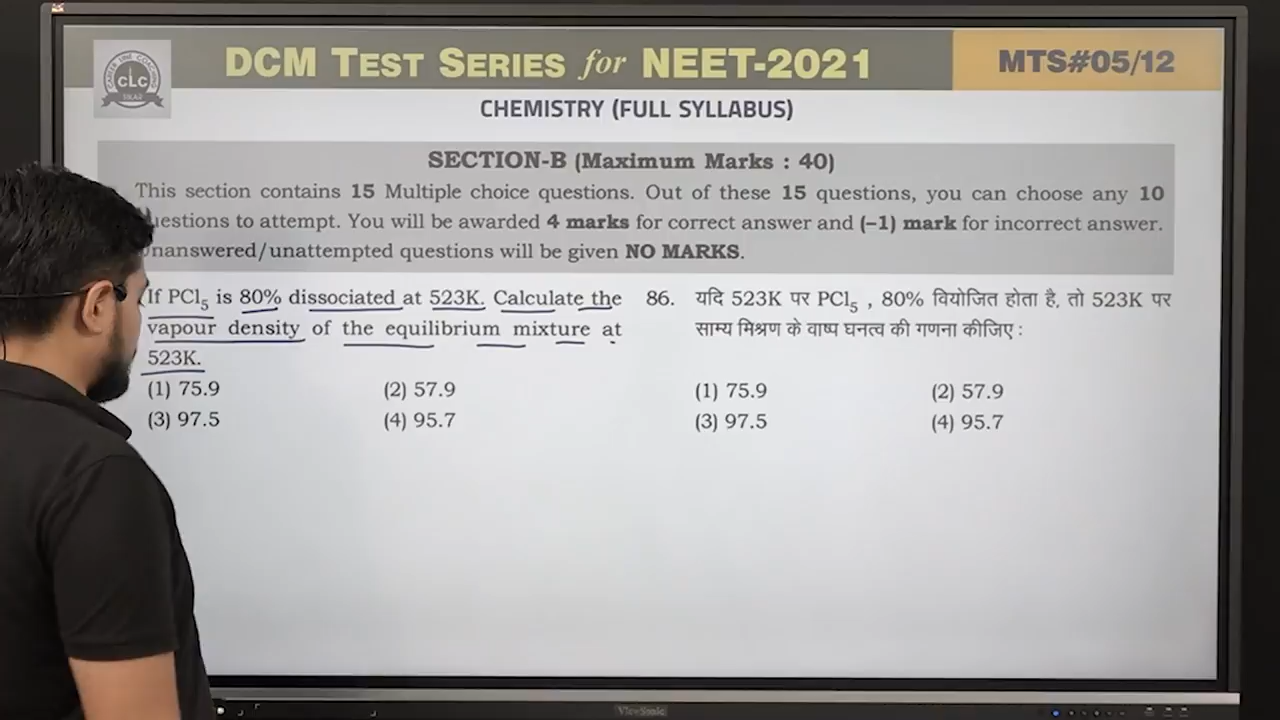 DCM TEST SERIES for NEET-2021
MTS#05/12
CLC
CHEMISTRY (FULL SYLLABUS)
SECTION-B (Maximum Marks : 40)
This section contains 15 Multiple choice questions. Out of these 15 questions, you can choose any 10
uestions to attempt. You will be awarded 4 marks for correct answer and (−1) mark for incorrect answer.
nanswered/unattempted questions will be given NO MARKS.
If PCl₅ is 80% dissociated at 523K. Calculate the
vapour density of the equilibrium mixture at
523K.
(1) 75.9 (2) 57.9
(3) 97.5 (4) 95.7
86. यदि 523K पर PCl₅ , 80% वियोजित होता है, तो 523K पर
साम्य मिश्रण के वाष्प घनत्व की गणना कीजिए :
(1) 75.9 (2) 57.9
(3) 97.5 (4) 95.7
ViewSonic